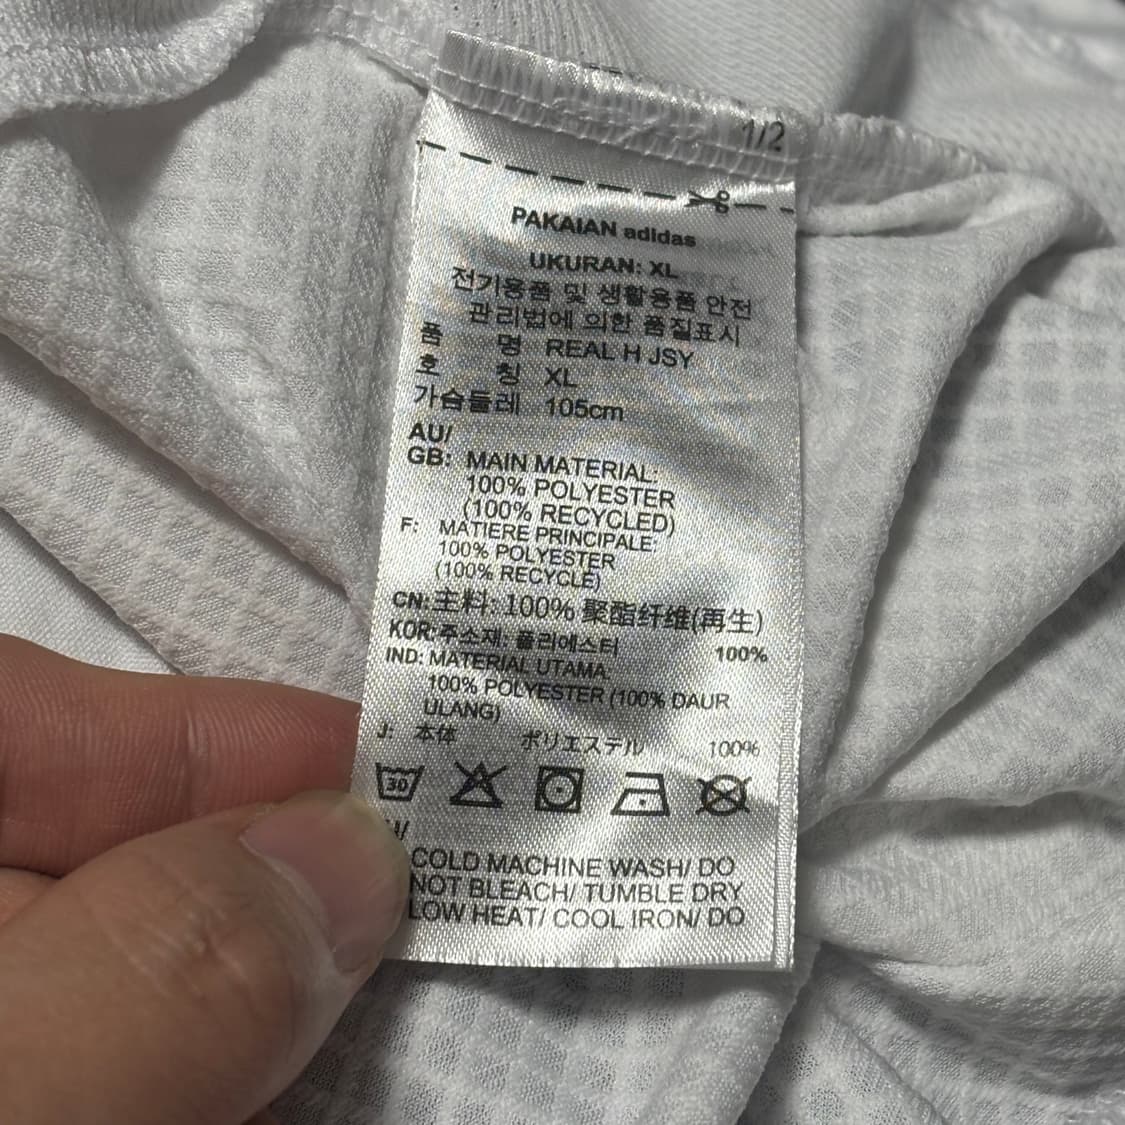 1/2
PAKAIAN adidas
UKURAN: XL
전기용품 및 생활용품 안전
관리법에 의한 품질표시
품 명 REAL H JSY
호 칭 XL
가슴둘레 105cm
AU/
GB: MAIN MATERIAL:
100% POLYESTER
(100% RECYCLED)
F: MATIERE PRINCIPALE:
100% POLYESTER
(100% RECYCLE)
CN: 主料: 100% 聚酯纤维(再生)
KOR: 주소재: 폴리에스터 100%
IND: MATERIAL UTAMA:
100% POLYESTER (100% DAUR
ULANG)
J: 本体 ポリエステル 100%
30
COLD MACHINE WASH/ DO
NOT BLEACH/ TUMBLE DRY
LOW HEAT/ COOL IRON/ DO